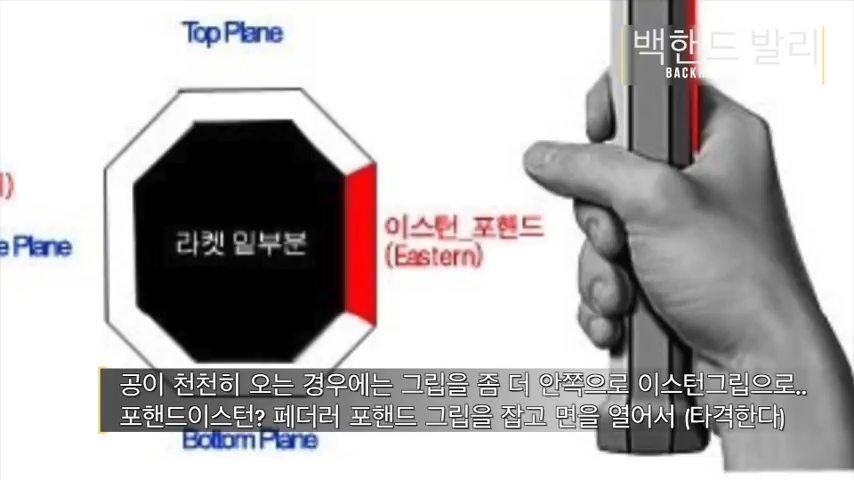 Top Plane
백핸드 발리
e Plane
라켓 밑부분
이스턴_포핸드
(Eastern)
공이 천천히 오는 경우에는 그립을 좀 더 안쪽으로 이스턴그립으로..
포핸드이스턴? 페더러 포핸드 그립을 잡고 면을 열어서 (타격한다)
Bottom Plane